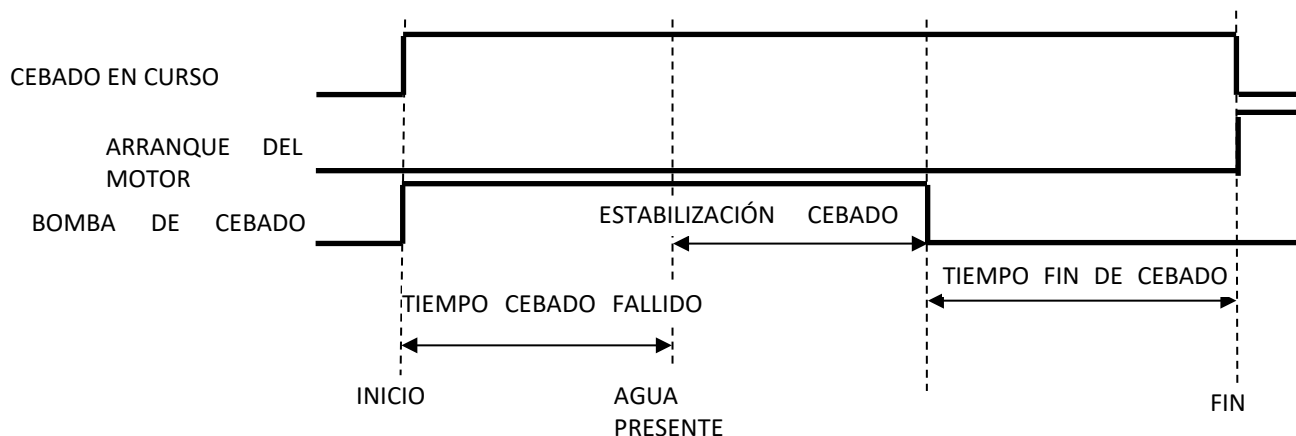 CEBADO EN CURSO
ARRANQUE DEL
MOTOR
BOMBA DE CEBADO
ESTABILIZACIÓN CEBADO
TIEMPO FIN DE CEBADO
TIEMPO CEBADO FALLIDO
INICIO
AGUA
PRESENTE
FIN